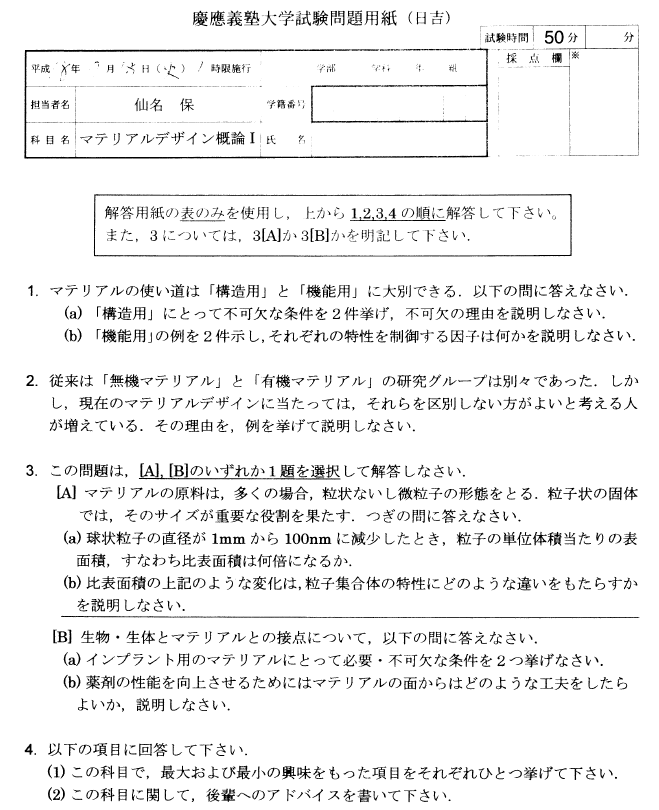 慶應義塾大学試験問題用紙（日吉）
試験時間 50分 分
平成 年 月 日（ ） 時限施行 学部 学科 年 組 採点欄 ※
担当者名 仙名 保 学籍番号
科目名 マテリアルデザイン概論Ⅰ 氏名
解答用紙の表のみを使用し，上から 1,2,3,4 の順に解答して下さい。
また，3 については，3[A]か 3[B]かを明記して下さい．
1. マテリアルの使い道は「構造用」と「機能用」に大別できる．以下の問に答えなさい．
(a) 「構造用」にとって不可欠な条件を２件挙げ，不可欠の理由を説明しなさい．
(b) 「機能用」の例を２件示し，それぞれの特性を制御する因子は何かを説明しなさい．
2. 従来は「無機マテリアル」と「有機マテリアル」の研究グループは別々であった．しか
し，現在のマテリアルデザインに当たっては，それらを区別しない方がよいと考える人
が増えている．その理由を，例を挙げて説明しなさい．
3. この問題は，[A], [B]のいずれか１題を選択して解答しなさい．
[A] マテリアルの原料は，多くの場合，粒状ないし微粒子の形態をとる．粒子状の固体
では，そのサイズが重要な役割を果たす．つぎの問に答えなさい．
(a) 球状粒子の直径が 1mm から 100nm に減少したとき，粒子の単位体積当たりの表
面積，すなわち比表面積は何倍になるか．
(b) 比表面積の上記のような変化は，粒子集合体の特性にどのような違いをもたらすか
を説明しなさい．
[B] 生物・生体とマテリアルとの接点について，以下の問に答えなさい．
(a) インプラント用のマテリアルにとって必要・不可欠な条件を２つ挙げなさい．
(b) 薬剤の性能を向上させるためにはマテリアルの面からはどのような工夫をしたら
よいか，説明しなさい．
4. 以下の項目に回答して下さい．
(1) この科目で，最大および最小の興味をもった項目をそれぞれひとつ挙げて下さい．
(2) この科目に関して，後輩へのアドバイスを書いて下さい．